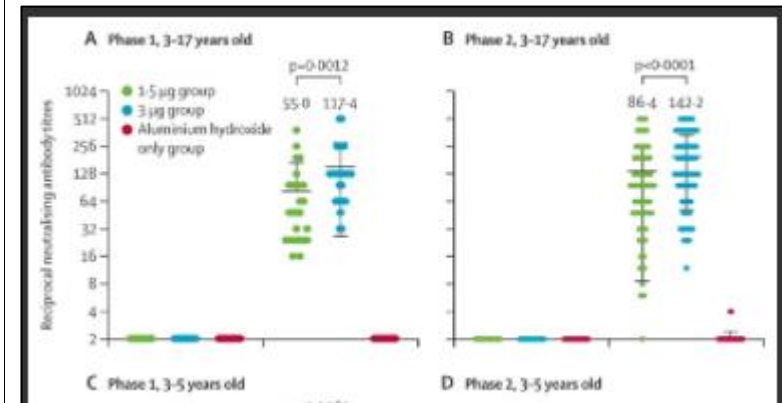 A Phase 1, 3–17 years old
B Phase 2, 3–17 years old
p=0·0012
p<0·0001
1·5 μg group
3 μg group
Aluminium hydroxide
only group
55·0 117·4
86·4 142·2
Reciprocal neutralising antibody titres
1024
512
256
128
64
32
16
8
4
2
C Phase 1, 3–5 years old
D Phase 2, 3–5 years old